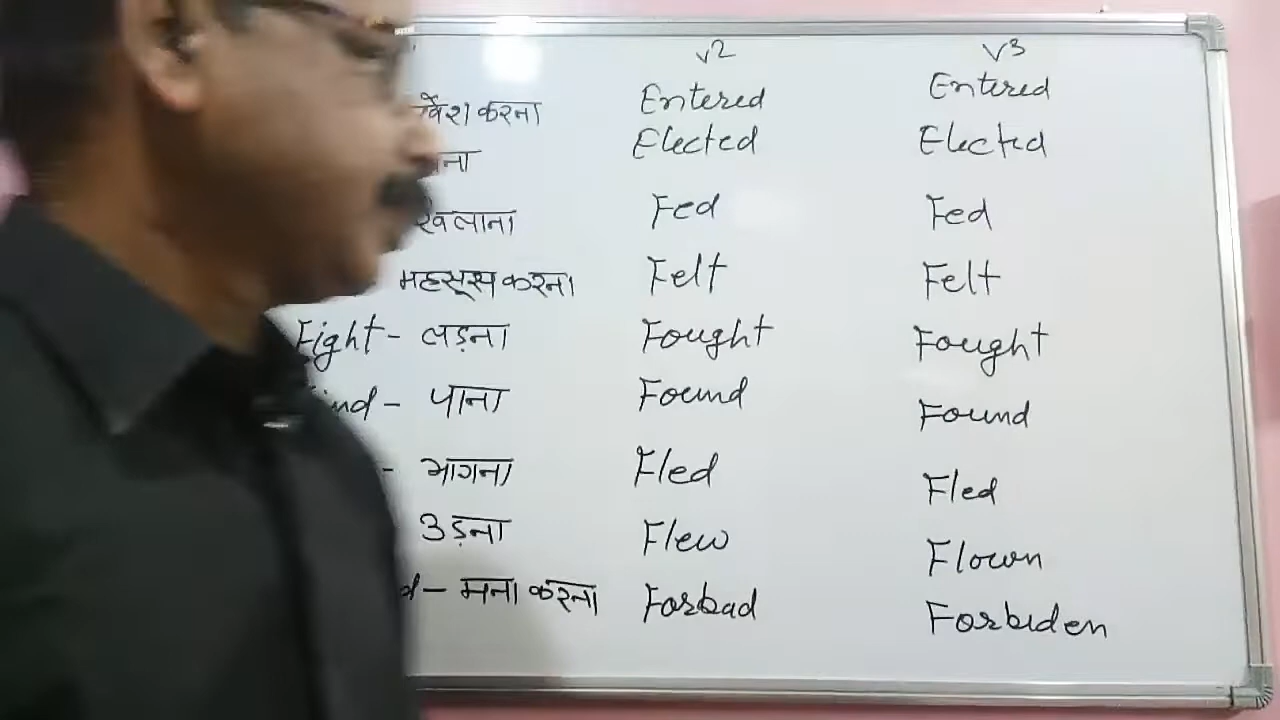 V2 V3
करना Entered Entered
Elected Elected
Fed Fed
महसूस करना Felt Felt
Fight - लड़ना Fought Fought
पाना Found Found
- भागना Fled Fled
उड़ना Flew Flown
- मना करना Forbad Forbiden